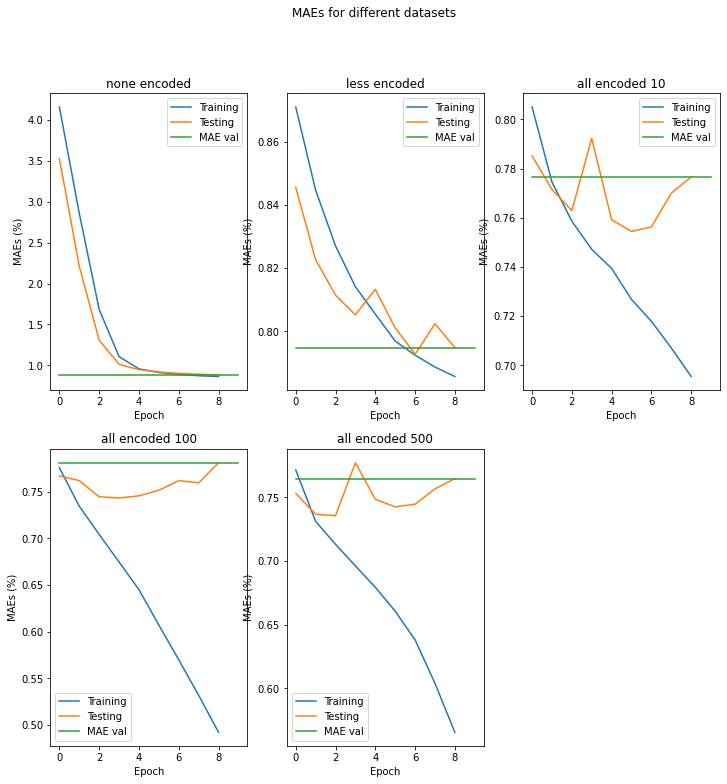 MAEs for different datasets
none encoded
4.0
3.5
3.0
2.5
2.0
1.5
1.0
MAEs (%)
0 2 4 6 8
Epoch
Training
Testing
MAE val
less encoded
0.86
0.84
0.82
0.80
MAEs (%)
0 2 4 6 8
Epoch
Training
Testing
MAE val
all encoded 10
0.80
0.78
0.76
0.74
0.72
0.70
MAEs (%)
0 2 4 6 8
Epoch
Training
Testing
MAE val
all encoded 100
0.75
0.70
0.65
0.60
0.55
0.50
MAEs (%)
0 2 4 6 8
Epoch
Training
Testing
MAE val
all encoded 500
0.75
0.70
0.65
0.60
MAEs (%)
0 2 4 6 8
Epoch
Training
Testing
MAE val